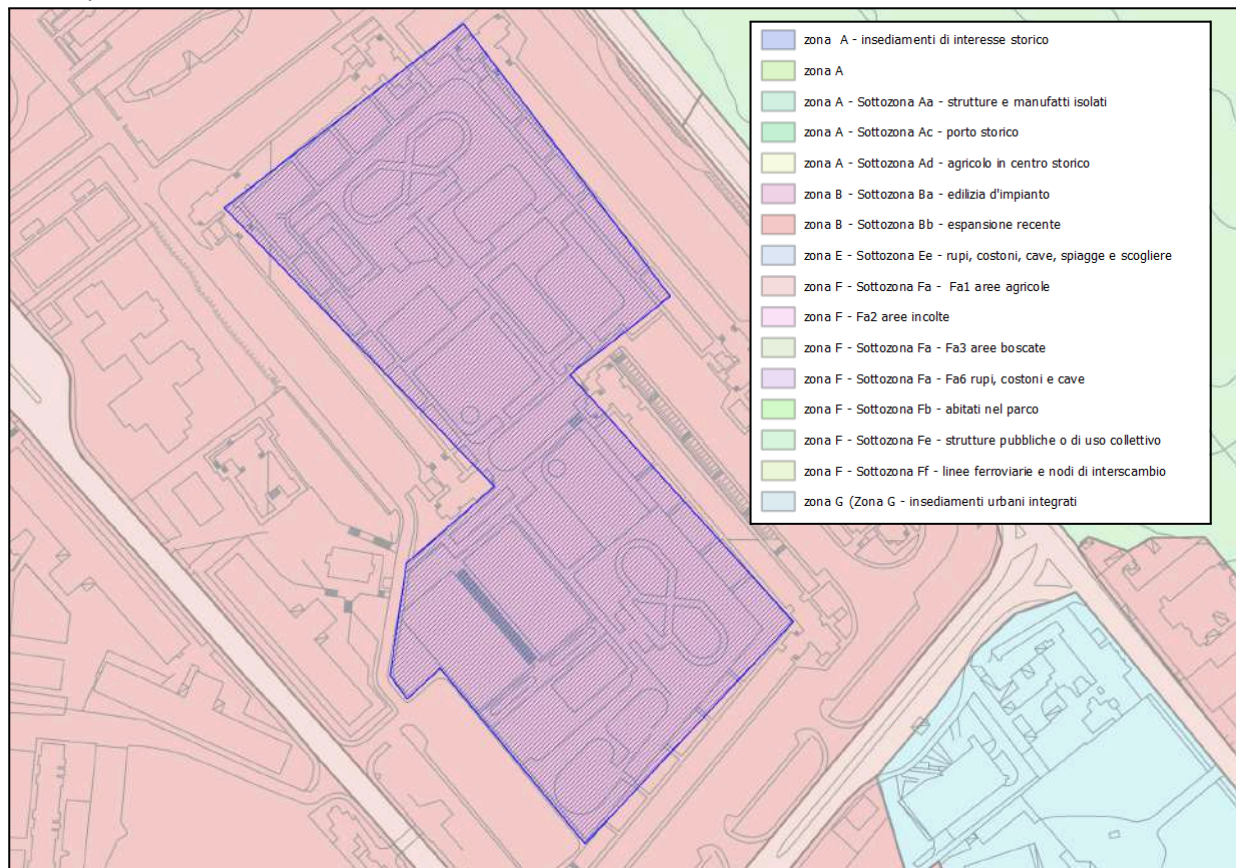 zona  A - insediamenti di interesse storico
zona A
zona A - Sottozona Aa - strutture e manufatti isolati
zona A - Sottozona Ac - porto storico
zona A - Sottozona Ad - agricolo in centro storico
zona B - Sottozona Ba - edilizia d'impianto
zona B - Sottozona Bb - espansione recente
zona E - Sottozona Ee - rupi, costoni, cave, spiagge e scogliere
zona F - Sottozona Fa -  Fa1 aree agricole
zona F - Fa2 aree incolte
zona F - Sottozona Fa - Fa3 aree boscate
zona F - Sottozona Fa - Fa6 rupi, costoni e cave
zona F - Sottozona Fb - abitati nel parco
zona F - Sottozona Fe - strutture pubbliche o di uso collettivo
zona F - Sottozona Ff - linee ferroviarie e nodi di interscambio
zona G (Zona G - insediamenti urbani integrati